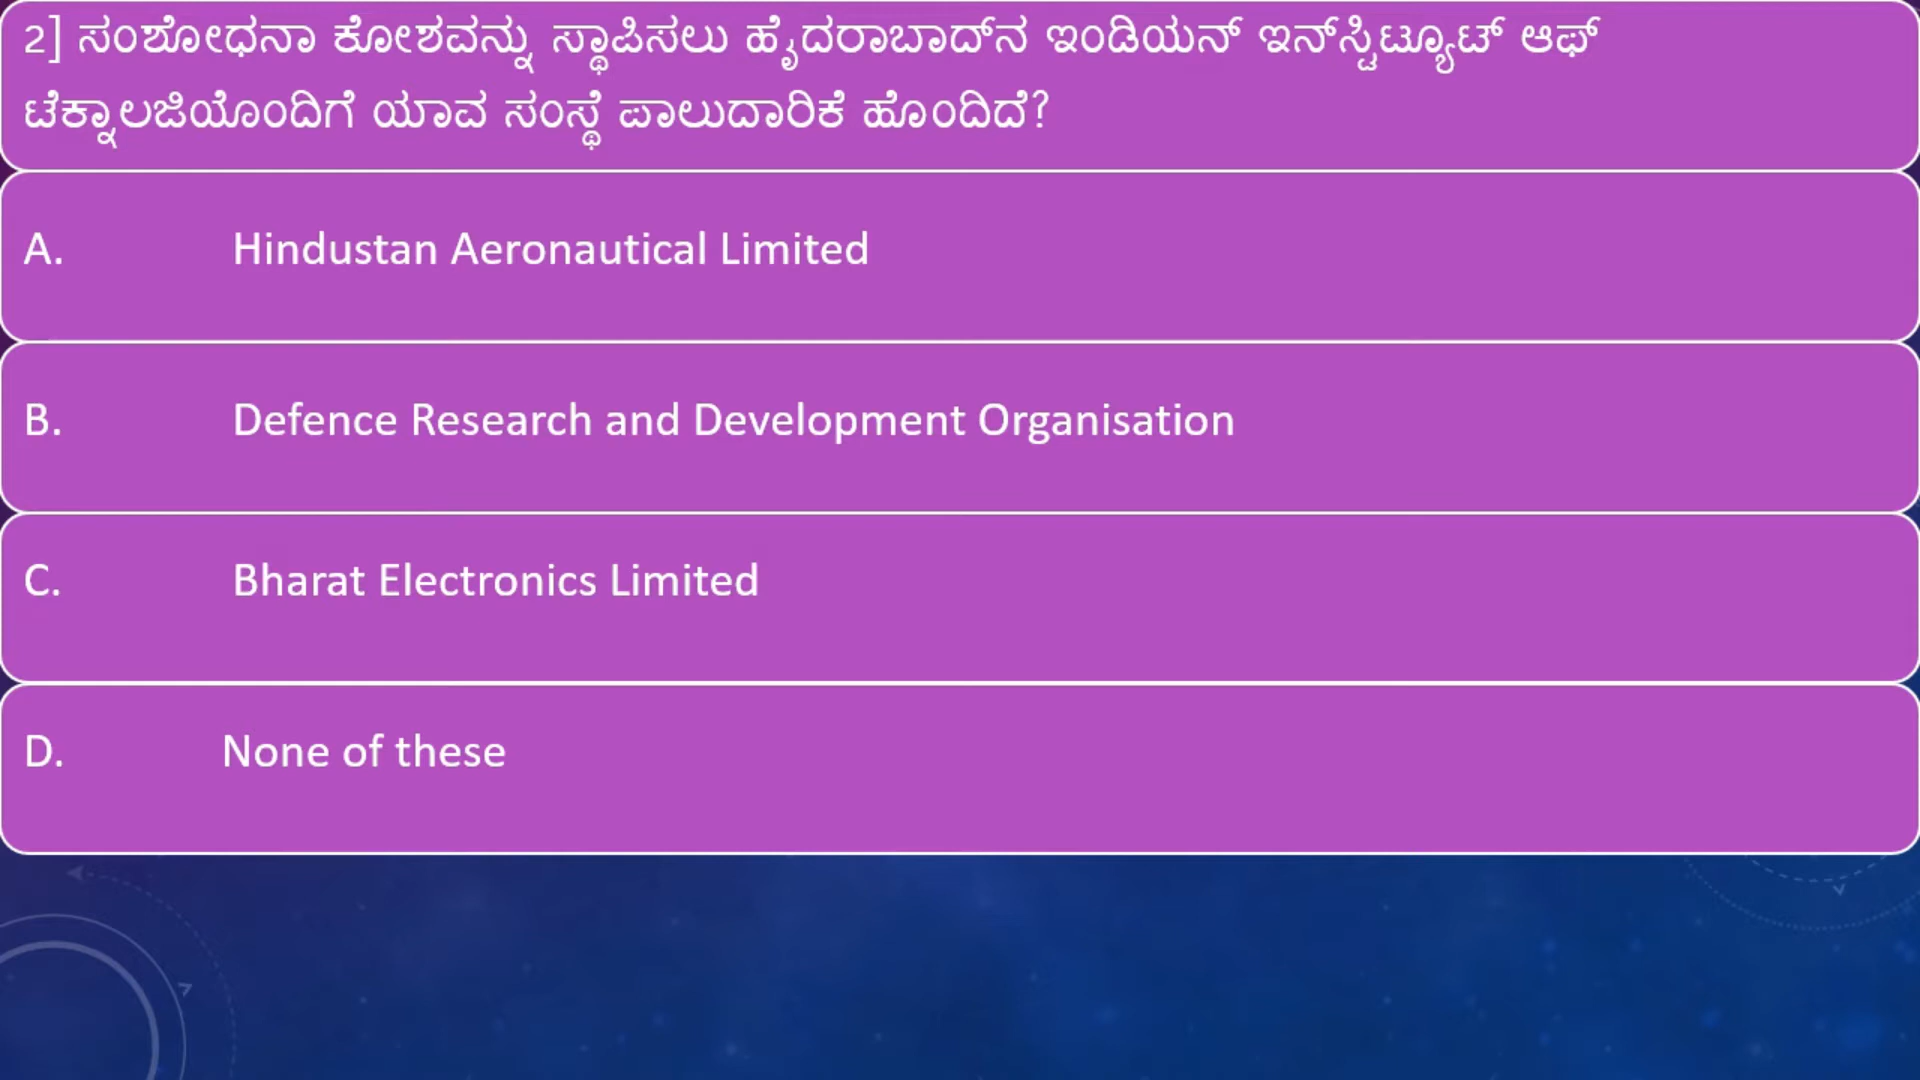 2] ಸಂಶೋಧನಾ ಕೋಶವನ್ನು ಸ್ಥಾಪಿಸಲು ಹೈದರಾಬಾದ್‌ನ ಇಂಡಿಯನ್ ಇನ್‌ಸ್ಟಿಟ್ಯೂಟ್ ಆಫ್
ಟೆಕ್ನಾಲಜಿಯೊಂದಿಗೆ ಯಾವ ಸಂಸ್ಥೆ ಪಾಲುದಾರಿಕೆ ಹೊಂದಿದೆ?
A. Hindustan Aeronautical Limited
B. Defence Research and Development Organisation
C. Bharat Electronics Limited
D. None of these